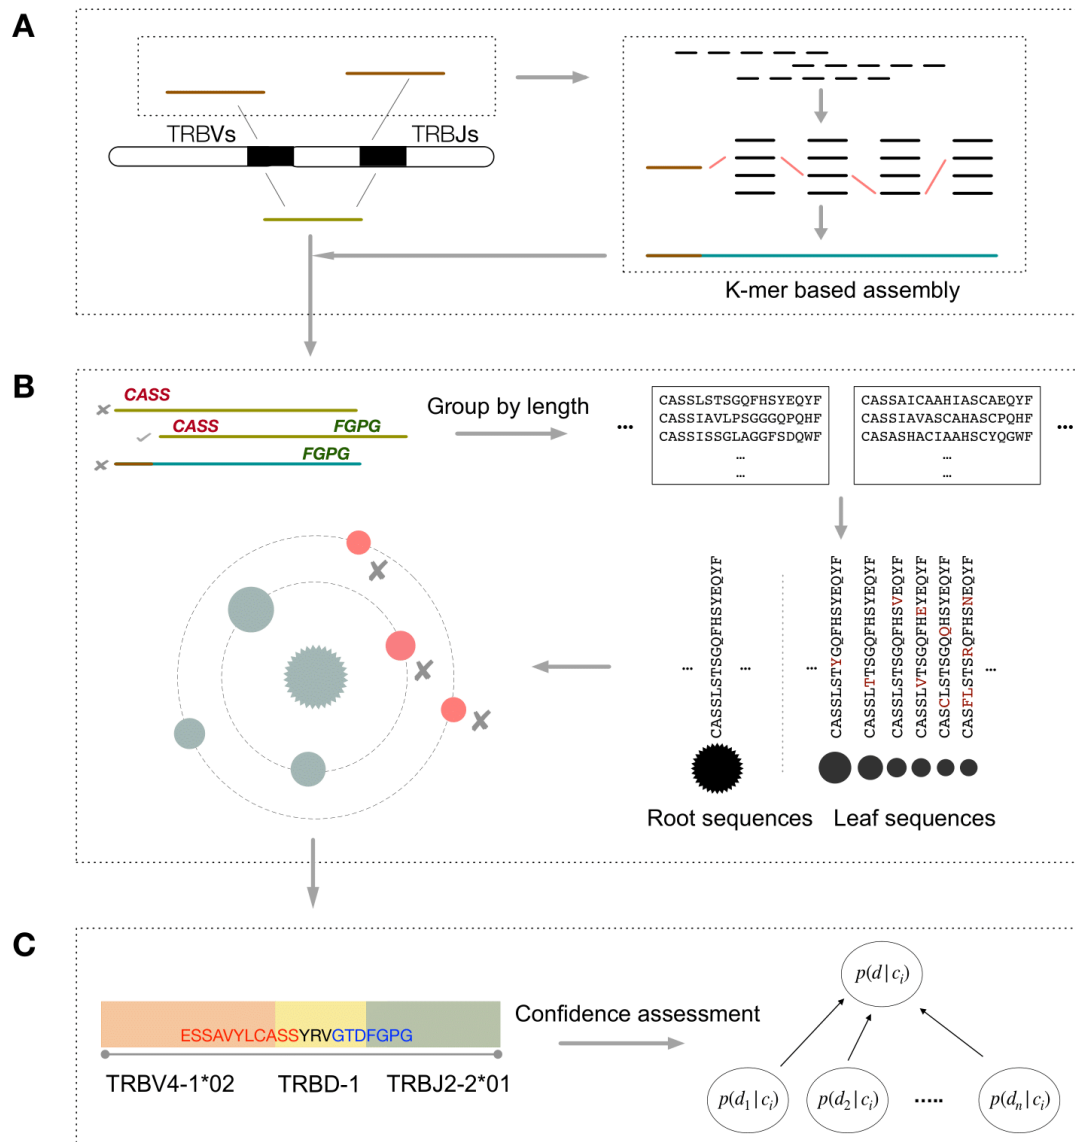 A
TRBVs TRBJs
K-mer based assembly
B
CASS
CASS FGPG
FGPG
Group by length
...
CASSLSTSGQFHSYEQYF
CASSIAVLPSGGGQPQHF
CASSISSGLAGGFSDQWF
...
...
CASSAICAAHIASCAEQYF
CASSIAVASCAHASCPQHF
CASASHACIAAHSCYQGWF
...
...
...
...
CASSLSTSGQFHSYEQYF
...
...
CASSLSTYGQFHSYEQYF
CASSLTTSGQFHSYEQYF
CASSLSTSGQFHSVEQYF
CASSLVTSGQFHEYEQYF
CASCLSTSGQQHSYEQYF
CASFLSTSRQFHSNEQYF
...
Root sequences Leaf sequences
C
ESSAVYLCASSYRVGTDFGPG
TRBV4-1*02 TRBD-1 TRBJ2-2*01
Confidence assessment
p(d|c_i)
p(d_1|c_i) p(d_2|c_i) ..... p(d_n|c_i)